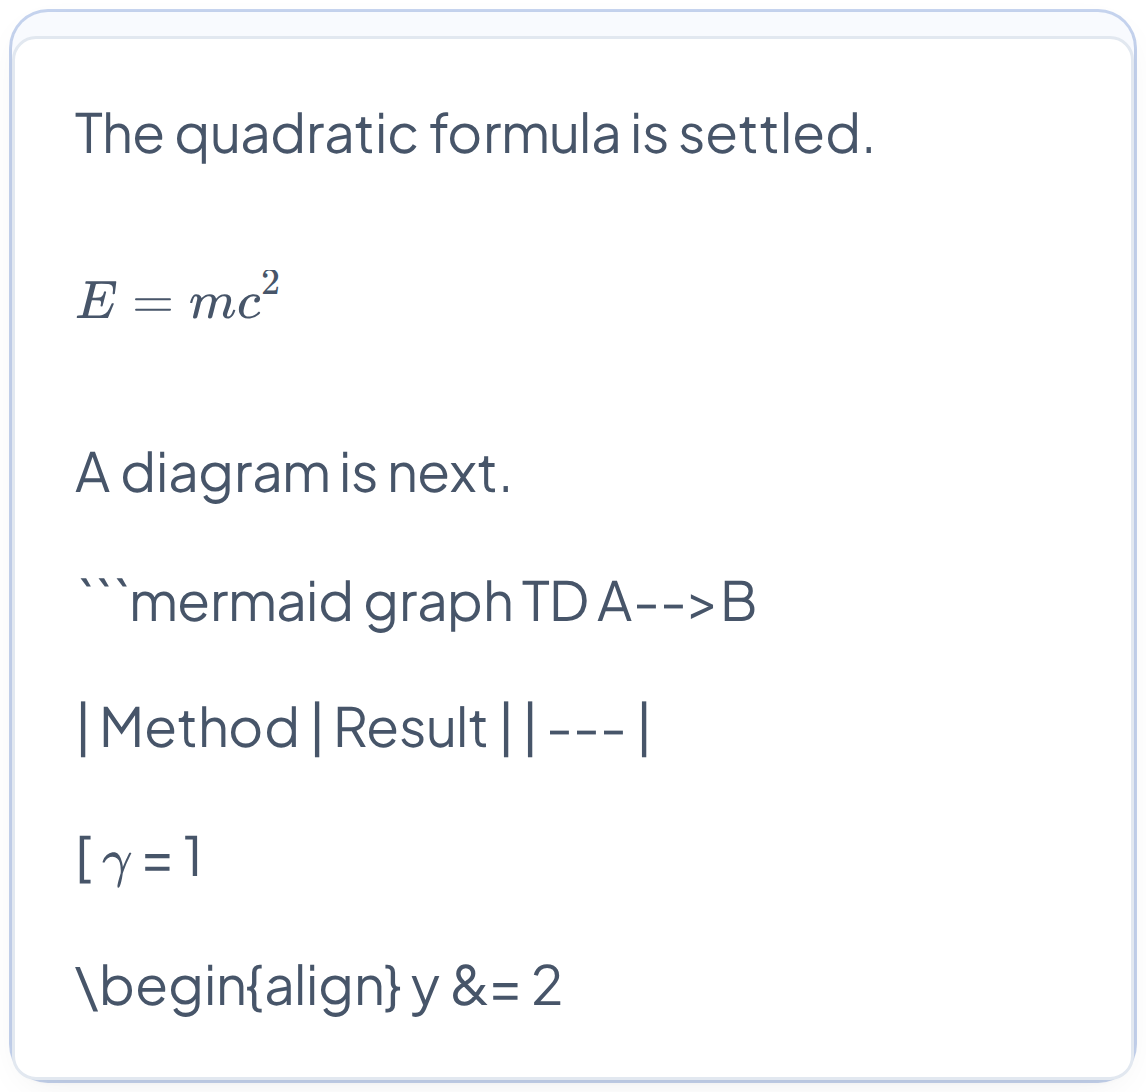 The quadratic formula is settled.
E = mc²
A diagram is next.
```mermaid graph TD A-->B
| Method | Result | | --- |
[ γ = 1
\begin{align} y &= 2